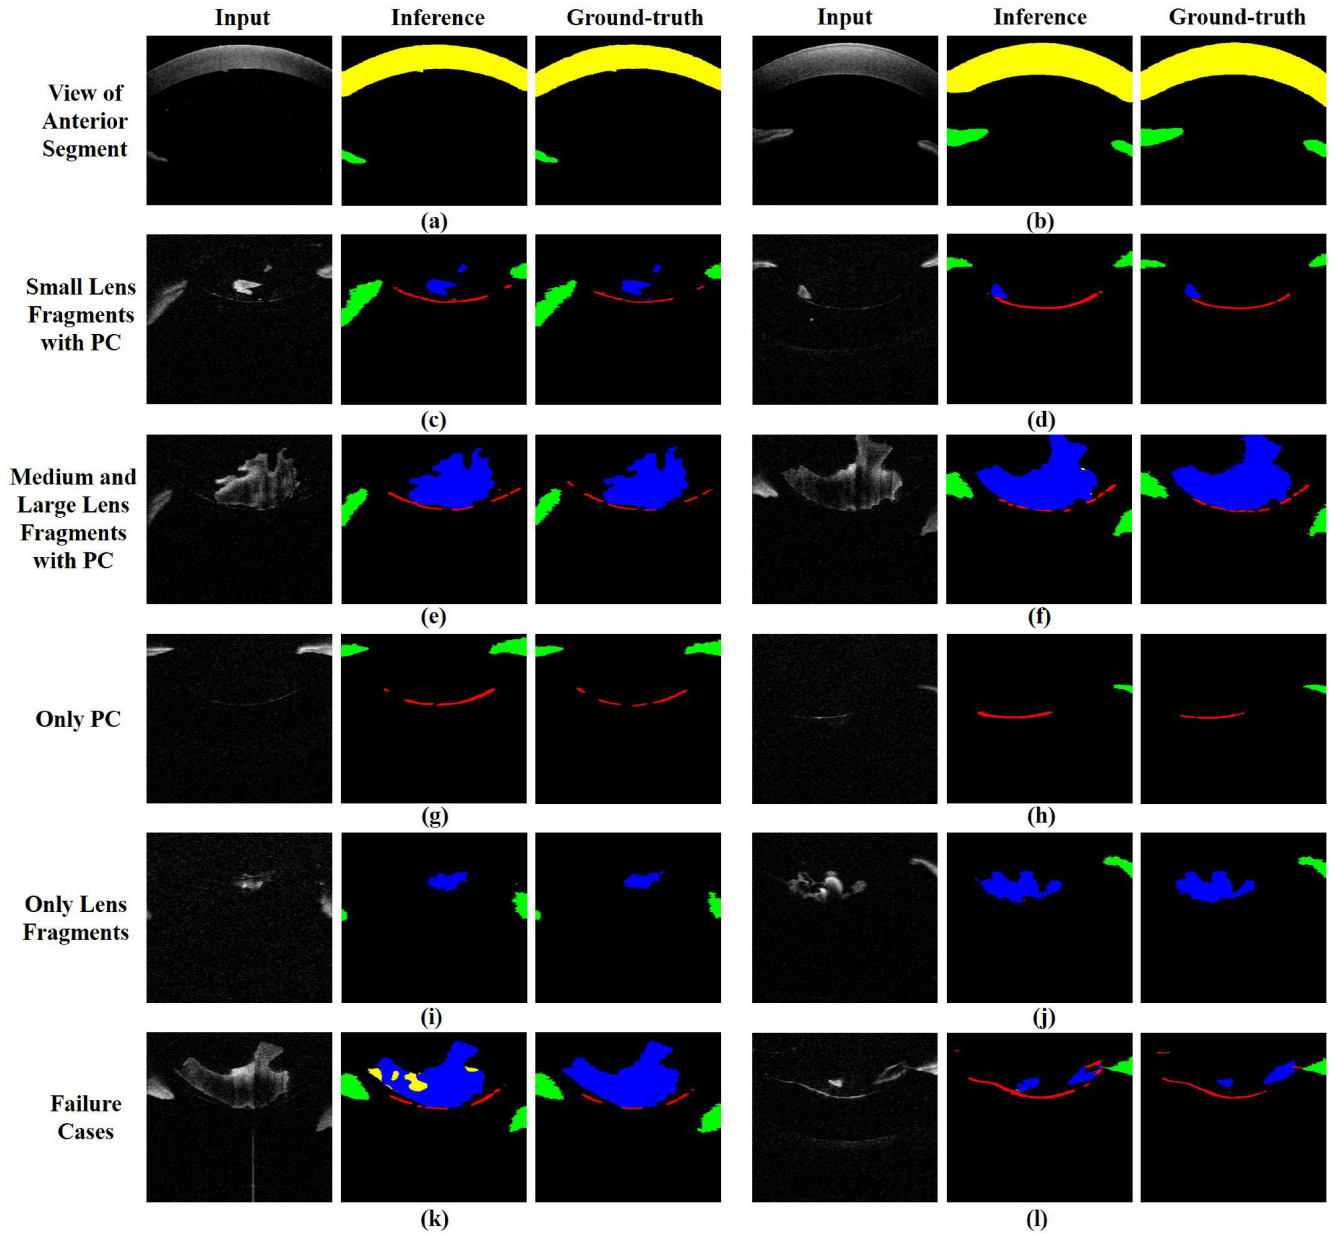 Input Inference Ground-truth Input Inference Ground-truth
View of
Anterior
Segment
(a) (b)
Small Lens
Fragments
with PC
(c) (d)
Medium and
Large Lens
Fragments
with PC
(e) (f)
Only PC
(g) (h)
Only Lens
Fragments
(i) (j)
Failure
Cases
(k) (l)